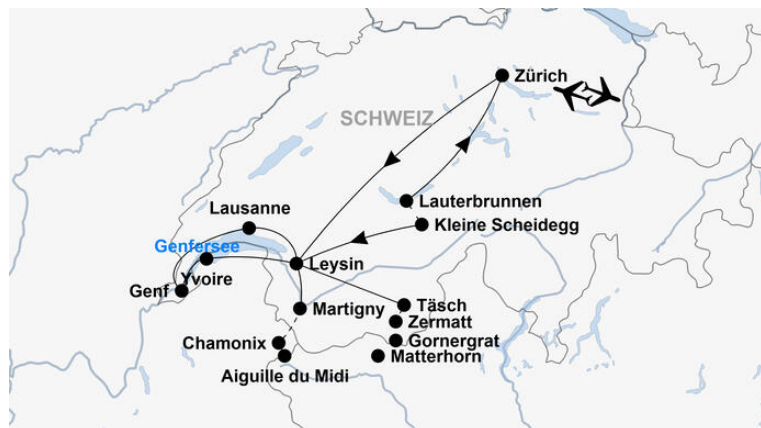 Zürich
SCHWEIZ
Lauterbrunnen
Lausanne
Kleine Scheidegg
Genfersee
Leysin
Yvoire
Genf
Täsch
Martigny
Zermatt
Chamonix
Gornergrat
Matterhorn
Aiguille du Midi